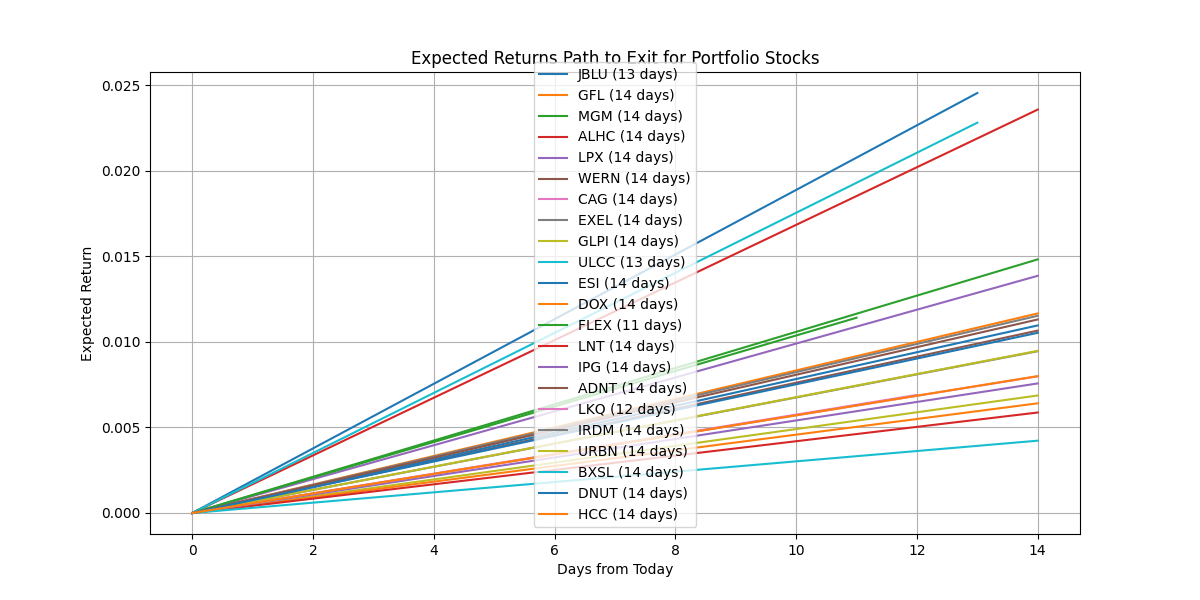 Expected Returns Path to Exit for Portfolio Stocks
JBLU (13 days)
GFL (14 days)
MGM (14 days)
ALHC (14 days)
LPX (14 days)
WERN (14 days)
CAG (14 days)
EXEL (14 days)
GLPI (14 days)
ULCC (13 days)
ESI (14 days)
DOX (14 days)
FLEX (11 days)
LNT (14 days)
IPG (14 days)
ADNT (14 days)
LKQ (12 days)
IRDM (14 days)
URBN (14 days)
BXSL (14 days)
DNUT (14 days)
HCC (14 days)
Expected Return
0.025
0.020
0.015
0.010
0.005
0.000
0 2 4 6 8 10 12 14
Days from Today